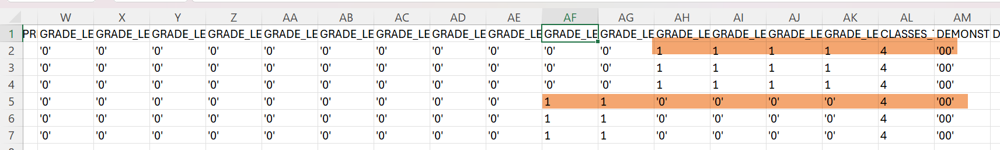 W X Y Z AA AB AC AD AE AF AG AH AI AJ AK AL AM
1 PRI GRADE_LE GRADE_LE GRADE_LE GRADE_LE GRADE_LE GRADE_LE GRADE_LE GRADE_LE GRADE_LE GRADE_LE GRADE_LE GRADE_LE GRADE_LE GRADE_LE GRADE_LE CLASSES_ DEMONST D
2 '0' '0' '0' '0' '0' '0' '0' '0' '0' '0' '0' 1 1 1 1 4 '00'
3 '0' '0' '0' '0' '0' '0' '0' '0' '0' '0' '0' 1 1 1 1 4 '00'
4 '0' '0' '0' '0' '0' '0' '0' '0' '0' '0' '0' 1 1 1 1 4 '00'
5 '0' '0' '0' '0' '0' '0' '0' '0' '0' 1 1 '0' '0' '0' '0' 4 '00'
6 '0' '0' '0' '0' '0' '0' '0' '0' '0' 1 1 '0' '0' '0' '0' 4 '00'
7 '0' '0' '0' '0' '0' '0' '0' '0' '0' 1 1 '0' '0' '0' '0' 4 '00'